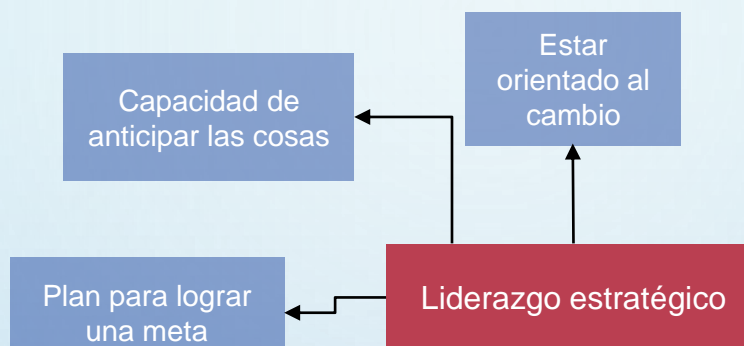 Estar
orientado al
cambio
Capacidad de
anticipar las cosas
Plan para lograr
una meta
Liderazgo estratégico